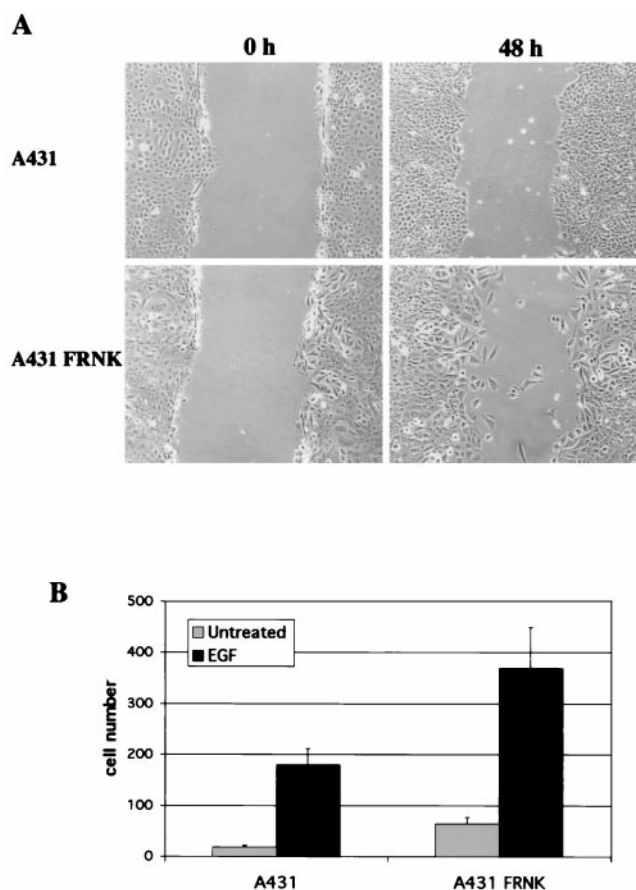 A
0 h 48 h
A431
A431 FRNK
B
500
400
300
200
100
0
cell number
Untreated
EGF
A431 A431 FRNK